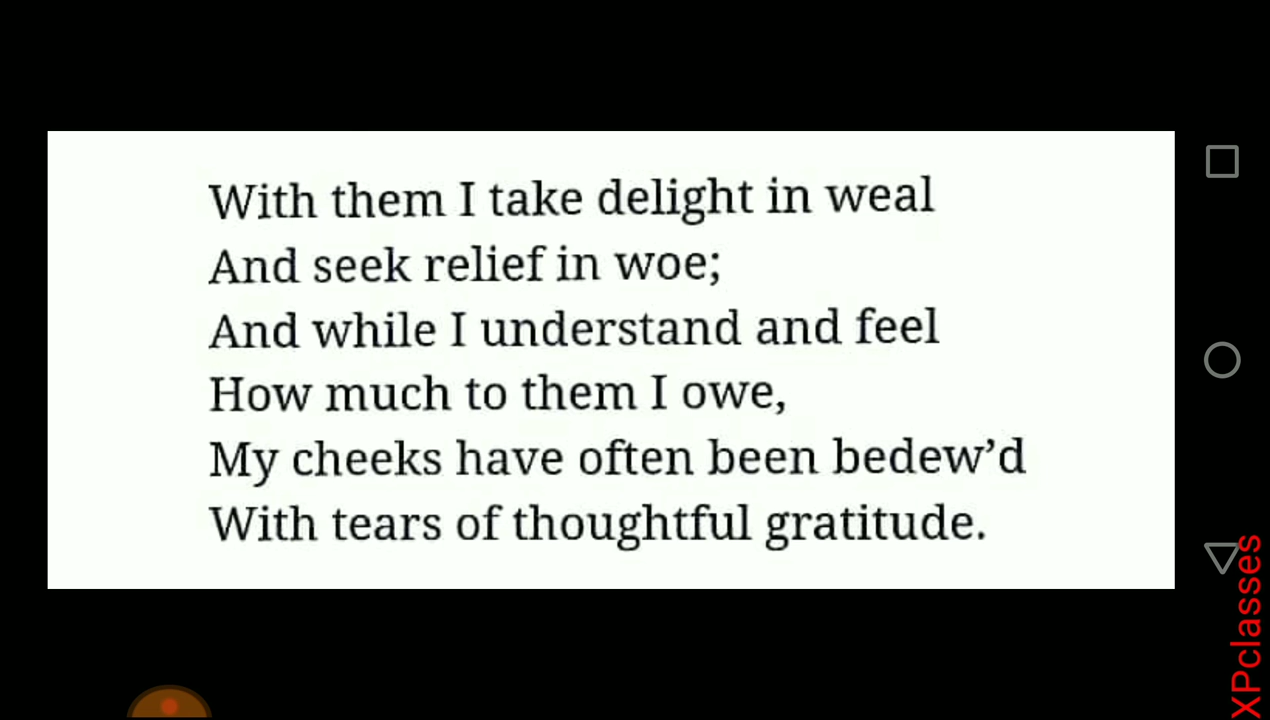 With them I take delight in weal
And seek relief in woe;
And while I understand and feel
How much to them I owe,
My cheeks have often been bedew’d
With tears of thoughtful gratitude.
XPclasses